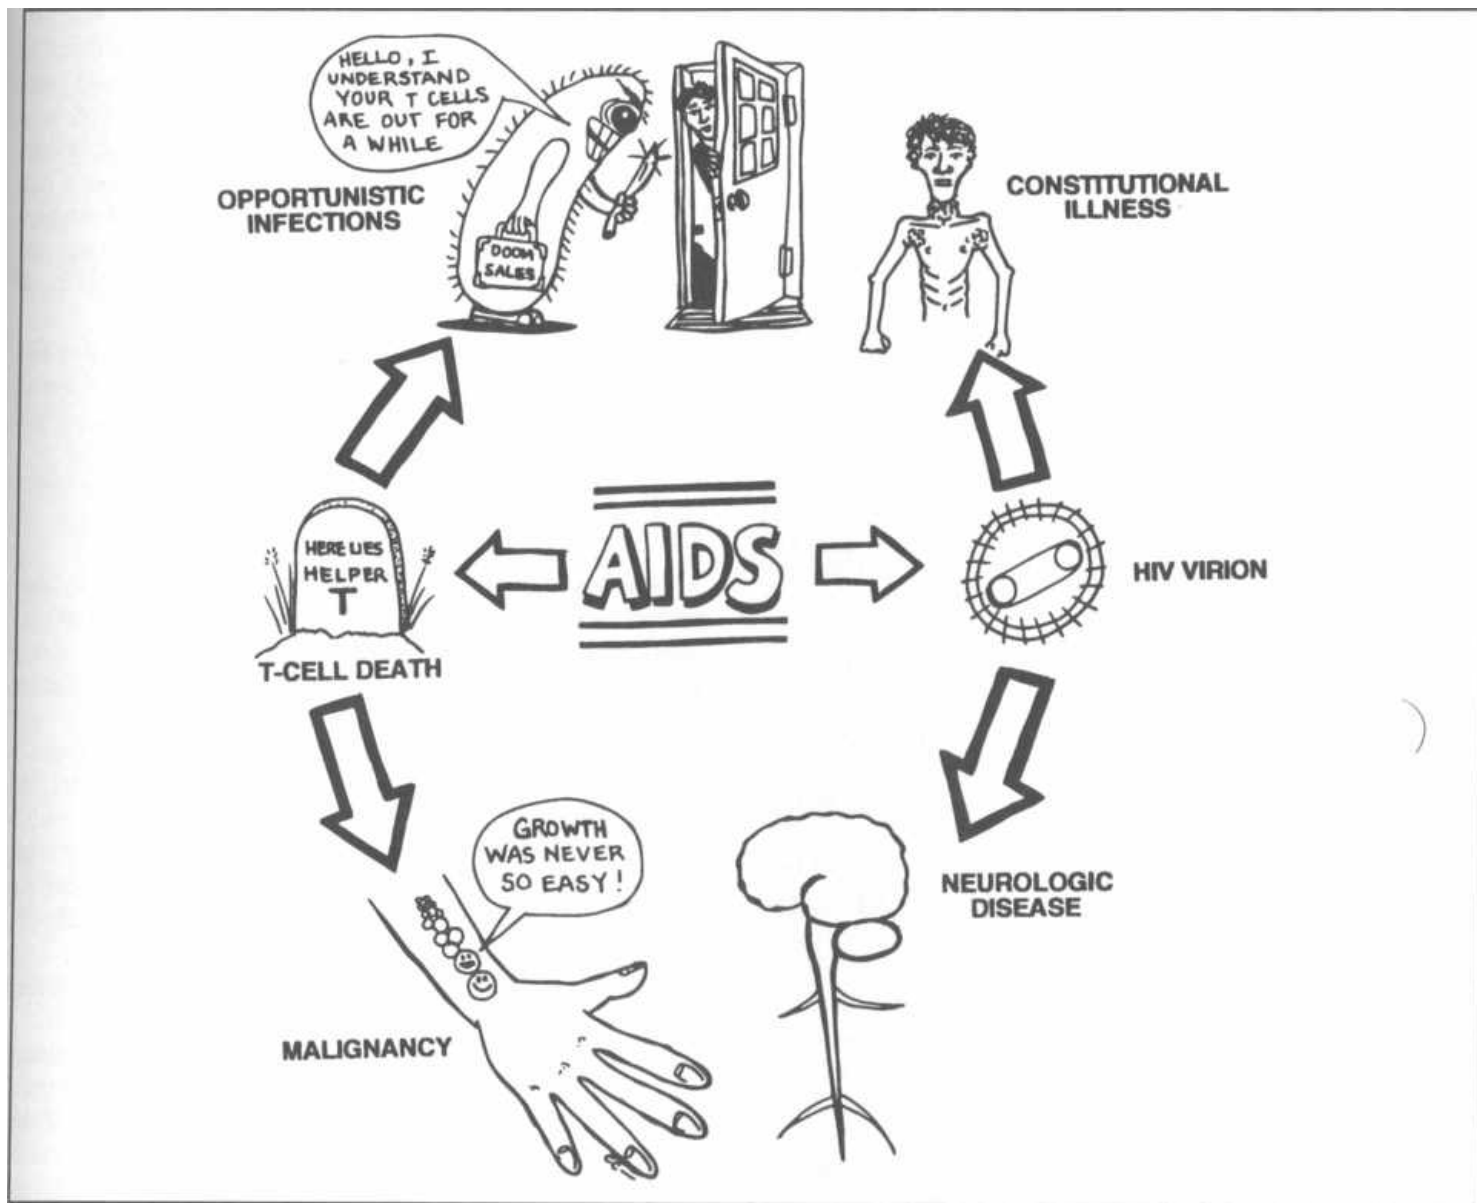 HELLO, I
UNDERSTAND
YOUR T CELLS
ARE OUT FOR
A WHILE
OPPORTUNISTIC
INFECTIONS
DOOM
SALES
CONSTITUTIONAL
ILLNESS
HERE LIES
HELPER
T
T-CELL DEATH
AIDS
HIV VIRION
GROWTH
WAS NEVER
SO EASY!
MALIGNANCY
NEUROLOGIC
DISEASE